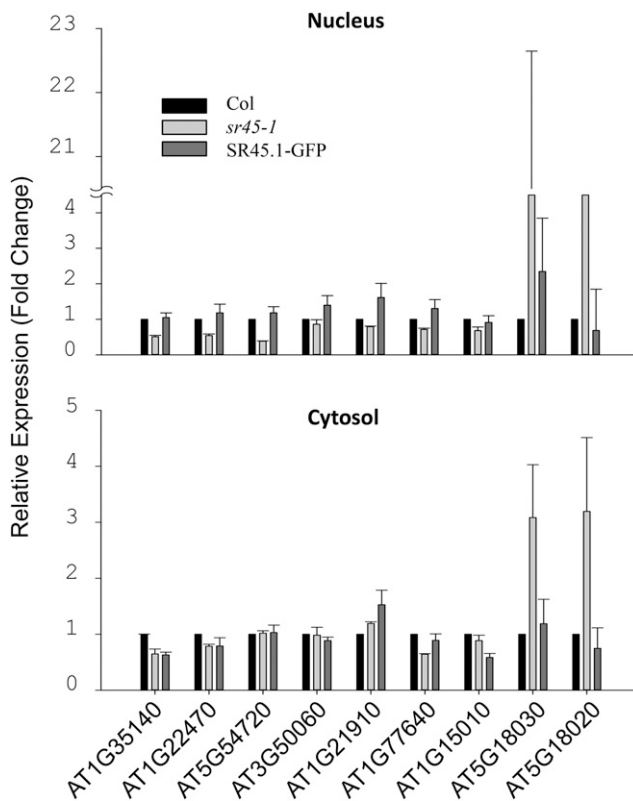 Nucleus
23
22
21
4
3
2
1
0
Col
sr45-1
SR45.1-GFP
Relative Expression (Fold Change)
Cytosol
5
4
3
2
1
0
AT1G35140
AT1G22470
AT5G54720
AT3G50060
AT1G21910
AT1G77640
AT1G15010
AT5G18030
AT5G18020